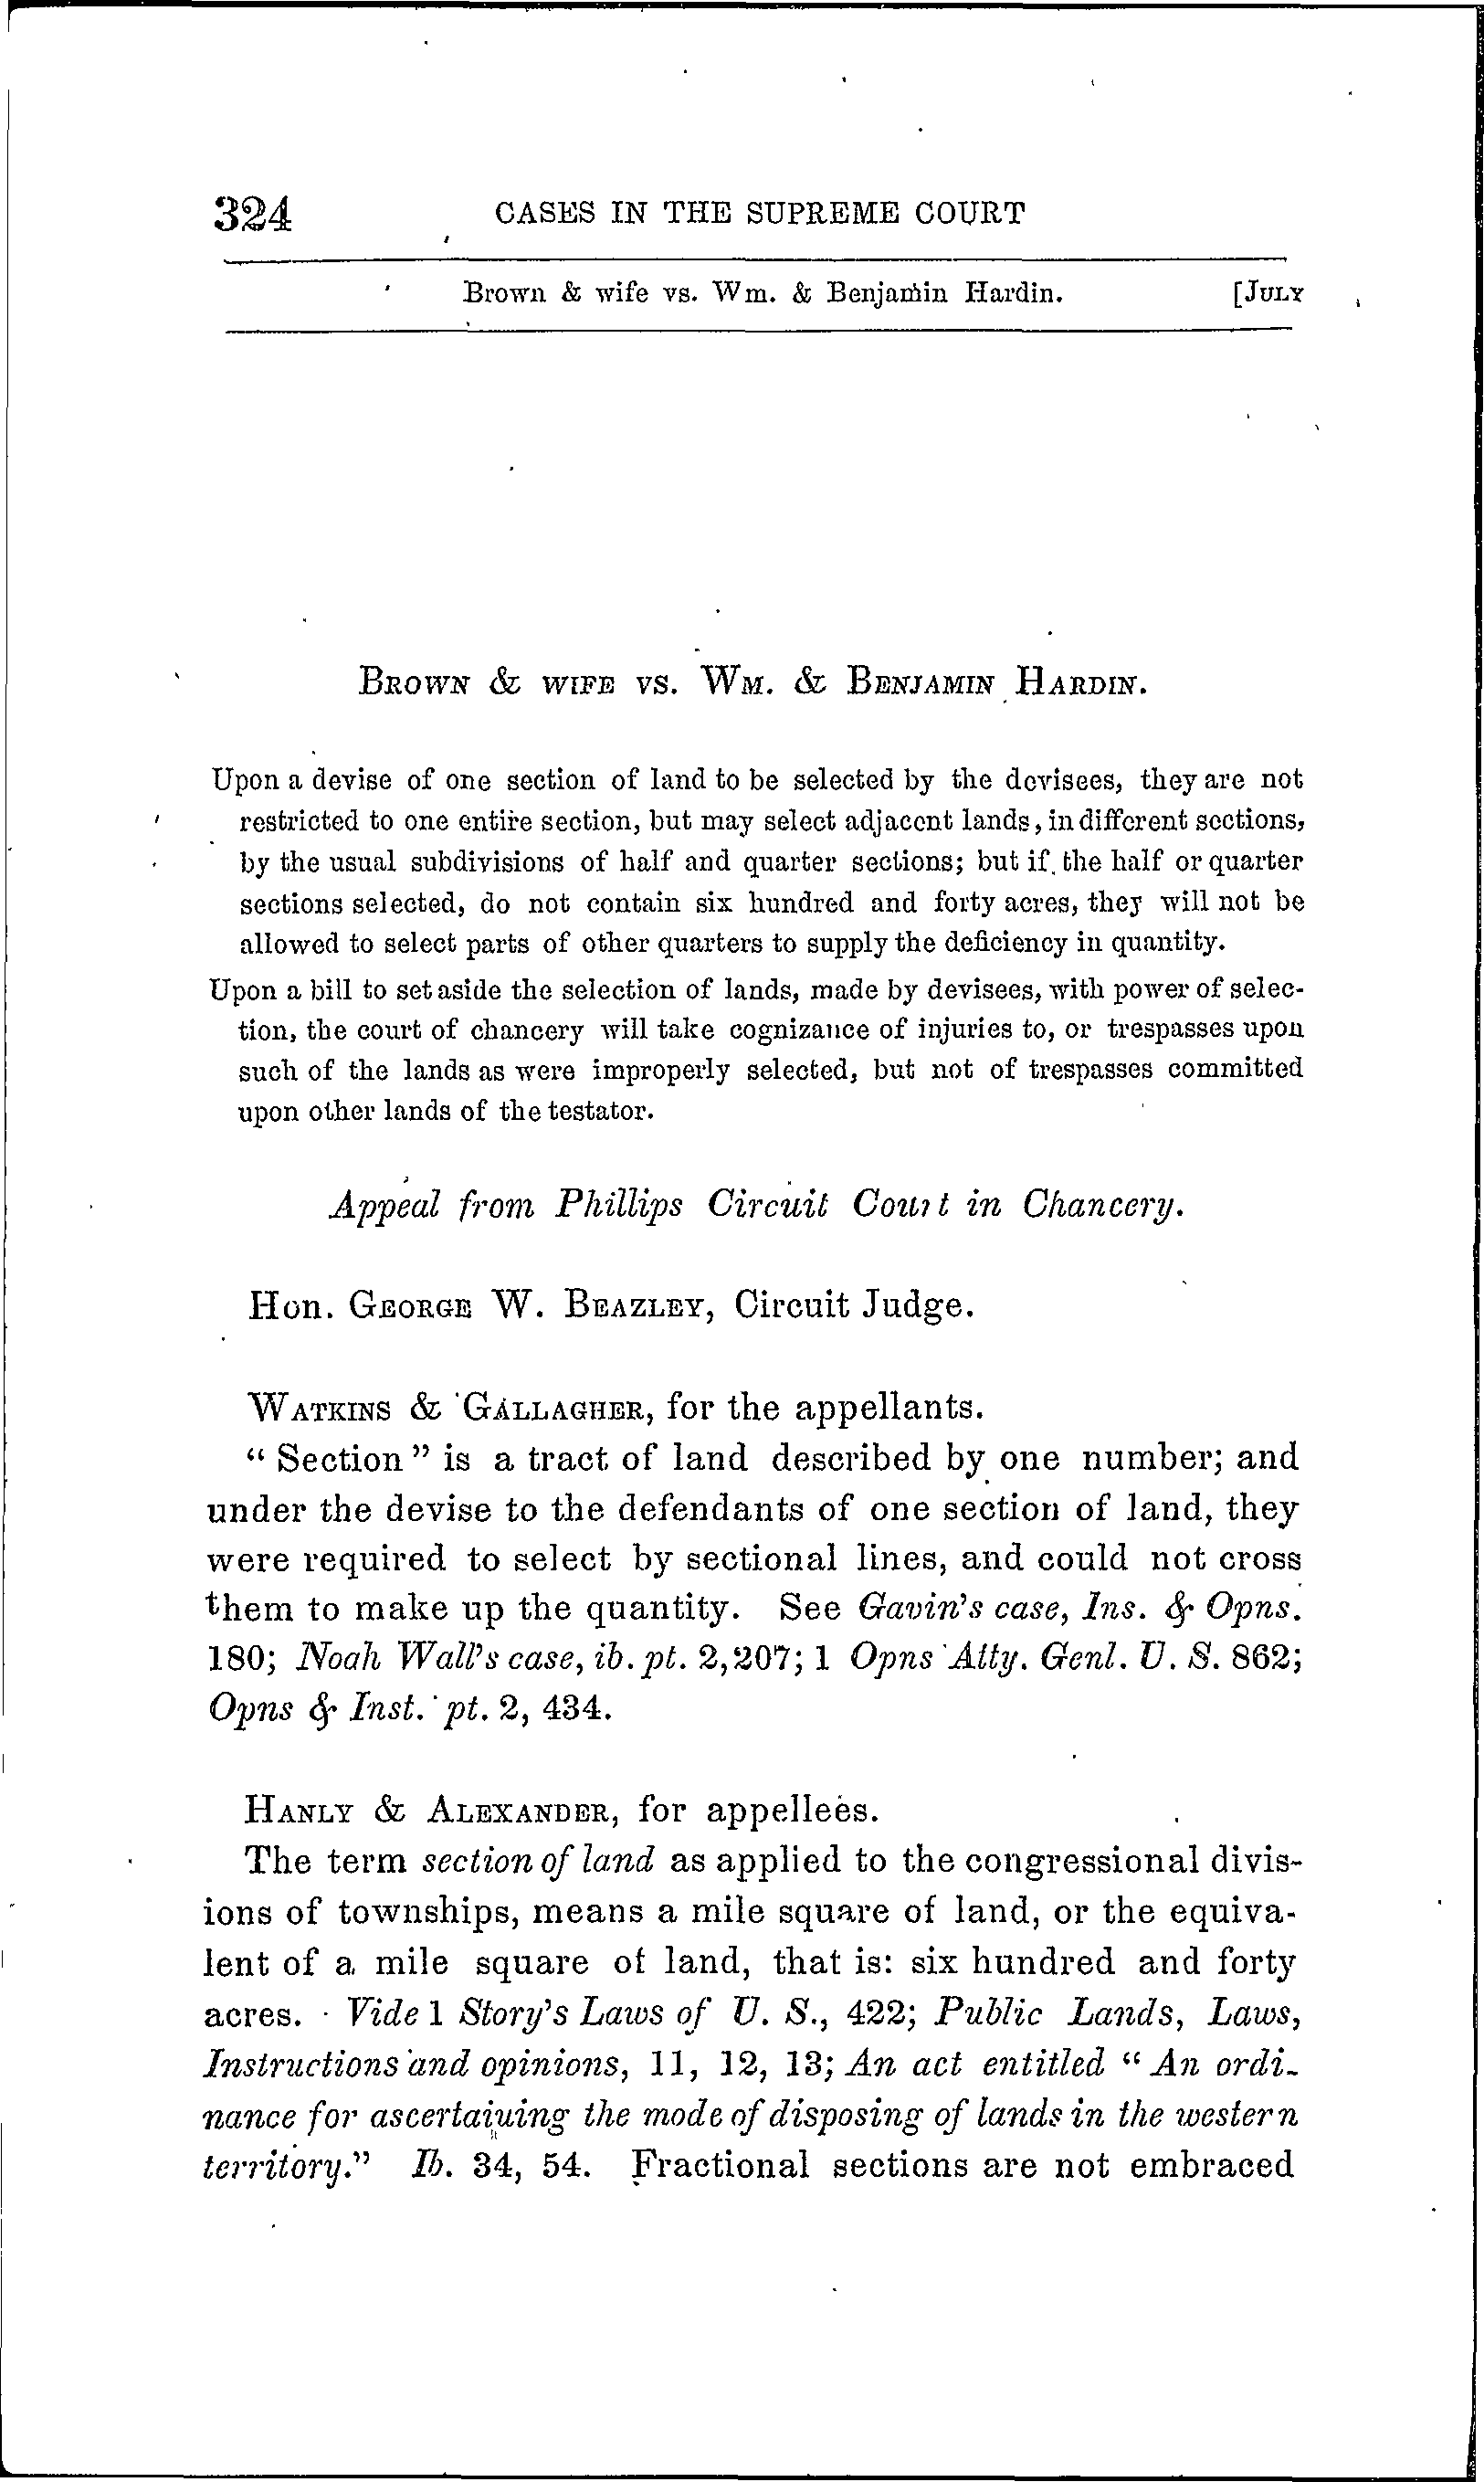 324 CASES IN THE SUPREME COURT
Brown & wife vs. Wm. & Benjamin Hardin. [JULY
BROWN & WIFE VS. WM. & BENJAMIN HARDIN.
Upon a devise of one section of land to be selected by the devisees, they are not
restricted to one entire section, but may select adjacent lands, in different sections,
by the usual subdivisions of half and quarter sections; but if the half or quarter
sections selected, do not contain six hundred and forty acres, they will not be
allowed to select parts of other quarters to supply the deficiency in quantity.
Upon a bill to set aside the selection of lands, made by devisees, with power of selec-
tion, the court of chancery will take cognizance of injuries to, or trespasses upon
such of the lands as were improperly selected, but not of trespasses committed
upon other lands of the testator.
Appeal from Phillips Circuit Court in Chancery.
Hon. GEORGE W. BEAZLEY, Circuit Judge.
WATKINS & GALLAGHER, for the appellants.
" Section " is a tract of land described by one number; and
under the devise to the defendants of one section of land, they
were required to select by sectional lines, and could not cross
them to make up the quantity. See Gavin's case, Ins. & Opns.
180; Noah Wall's case, ib. pt. 2, 207; 1 Opns Atty. Genl. U. S. 862;
Opns & Inst. pt. 2, 434.
HANLY & ALEXANDER, for appellees.
The term section of land as applied to the congressional divis-
ions of townships, means a mile square of land, or the equiva-
lent of a mile square of land, that is: six hundred and forty
acres. Vide 1 Story's Laws of U. S., 422; Public Lands, Laws,
Instructions and opinions, 11, 12, 13; An act entitled " An ordi-
nance for ascertaiuing the mode of disposing of lands in the western
territory." Ib. 34, 54. Fractional sections are not embraced